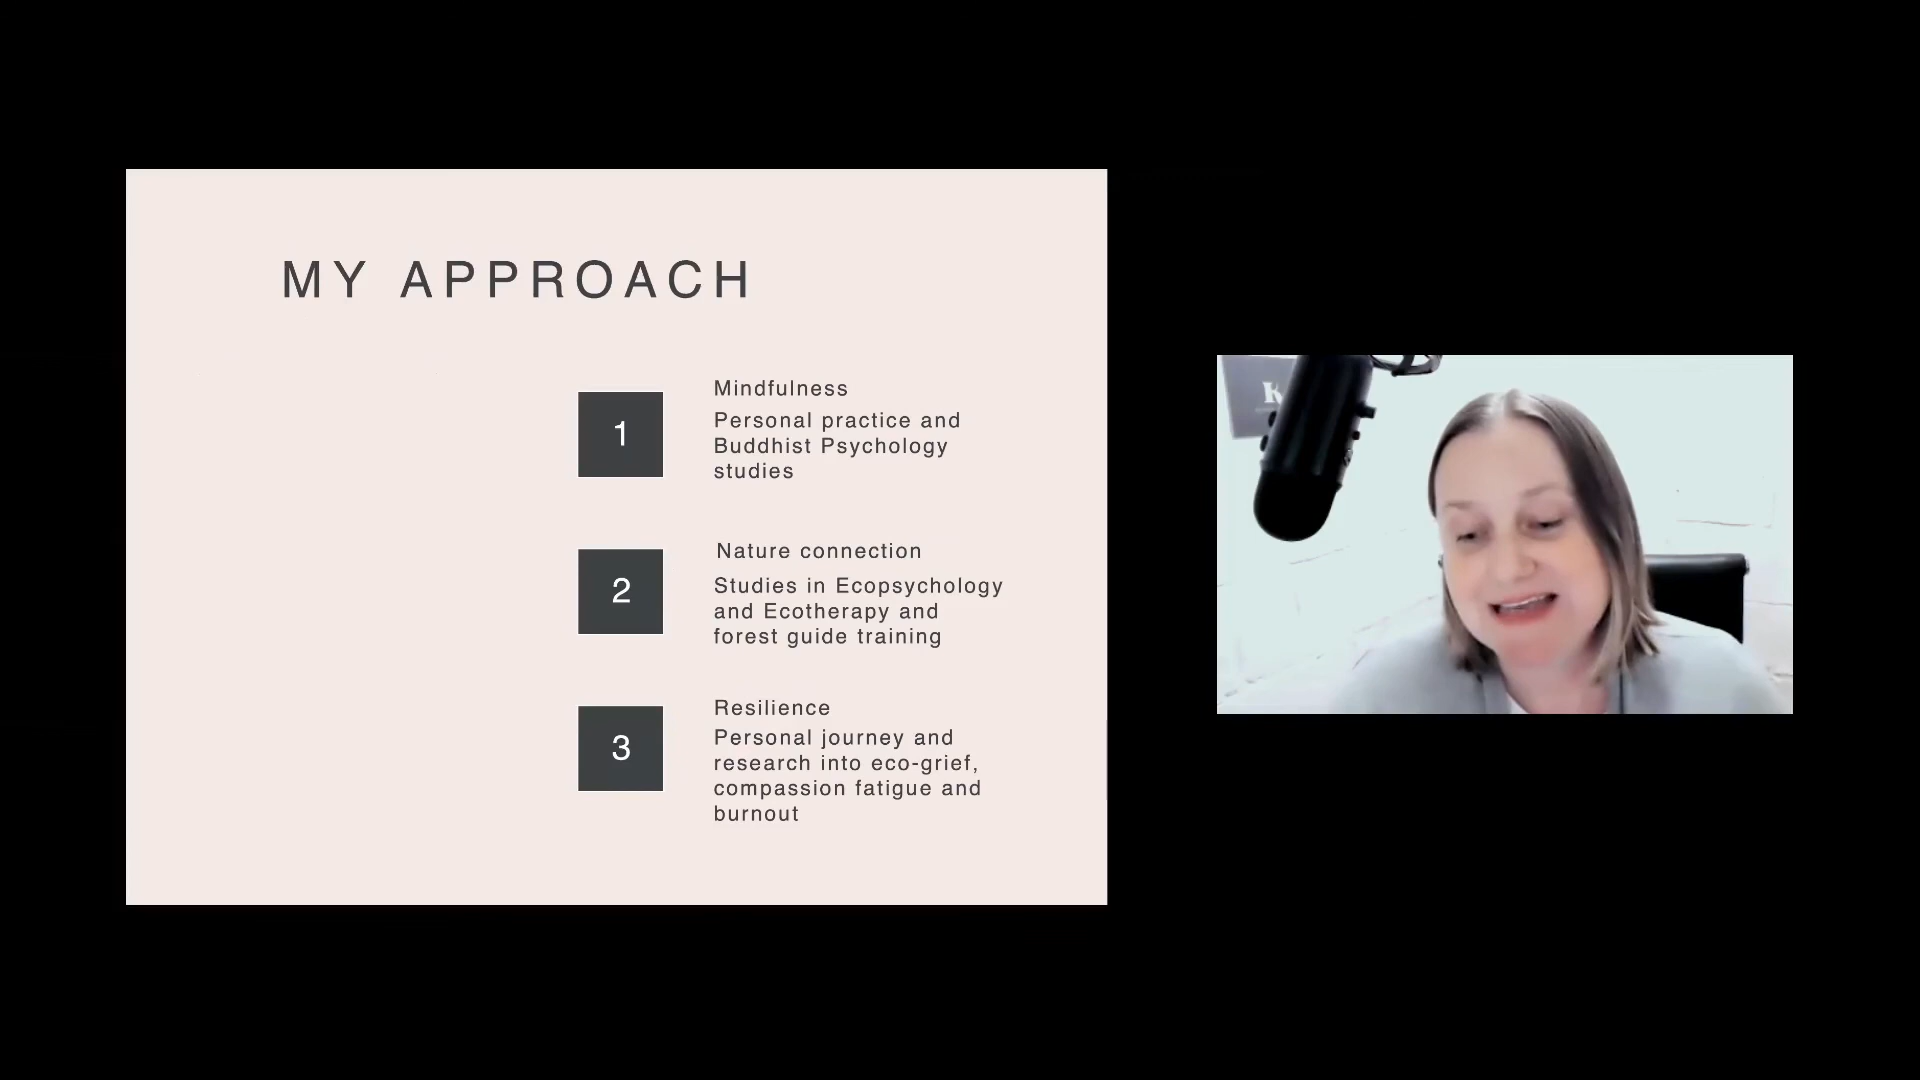 MY APPROACH
1
Mindfulness
Personal practice and
Buddhist Psychology
studies
2
Nature connection
Studies in Ecopsychology
and Ecotherapy and
forest guide training
3
Resilience
Personal journey and
research into eco-grief,
compassion fatigue and
burnout